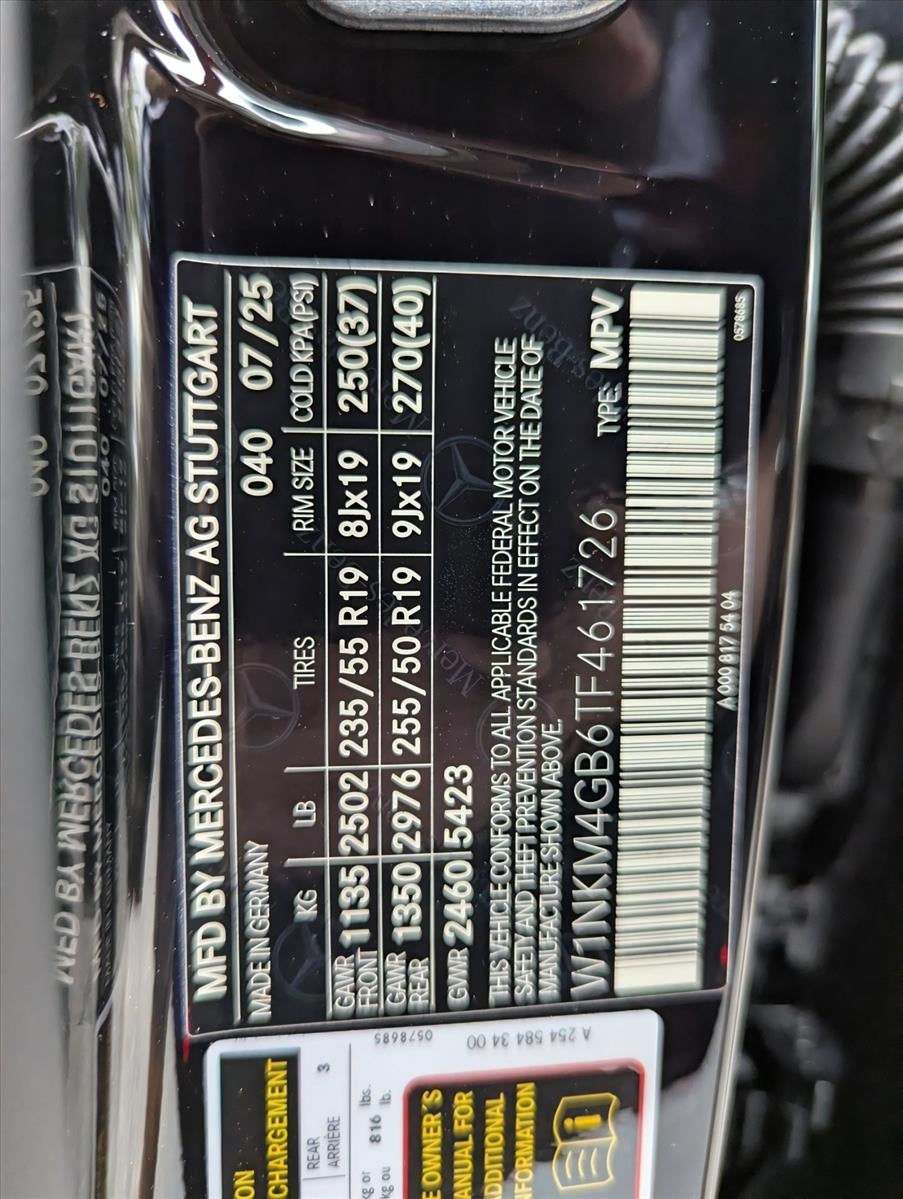 MFD BY MERCEDES-BENZ AG STUTTGART
MADE IN GERMANY 040 07/25
KG LB TIRES RIM SIZE COLD KPA(PSI)
GAWR FRONT 1135 2502 235/55 R19 8Jx19 250(37)
GAWR REAR 1350 2976 255/50 R19 9Jx19 270(40)
GVWR 2460 5423
THIS VEHICLE CONFORMS TO ALL APPLICABLE FEDERAL MOTOR VEHICLE
SAFETY AND THEFT PREVENTION STANDARDS IN EFFECT ON THE DATE OF
MANUFACTURE SHOWN ABOVE.
W1NKM4GB6TF461726 TYPE: MPV
A 000 817 54 04 0578685
CHARGEMENT
REAR 3
ARRIÈRE
kg or 816 lbs.
kg ou lb.
0578685
A 254 584 34 00
OWNER'S
MANUAL FOR
ADDITIONAL
INFORMATION